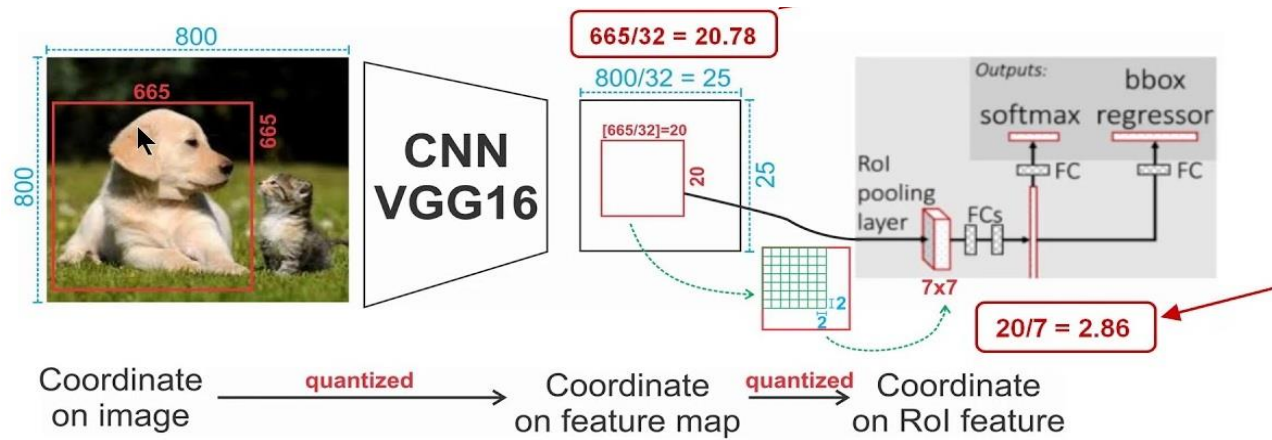 800
800
665
665
CNN
VGG16
665/32 = 20.78
800/32 = 25
25
[665/32]=20
20
2
2
Outputs:
softmax
bbox
regressor
FC
FC
RoI
pooling
layer
FCs
7x7
20/7 = 2.86
Coordinate
on image
quantized
Coordinate
on feature map
quantized
Coordinate
on RoI feature